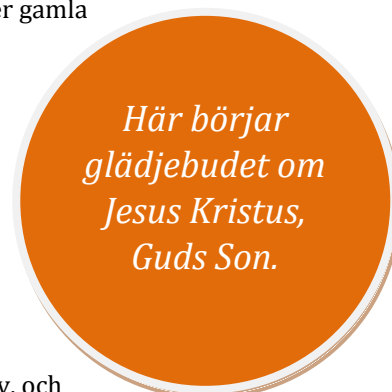 er gamla
Här börjar
glädjebudet om
Jesus Kristus,
Guds Son.
v, och